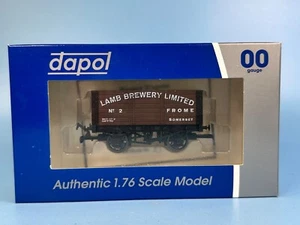 dapol
00
gauge
LAMB BREWERY LIMITED
No 2 FROME
SOMERSET
Authentic 1.76 Scale Model